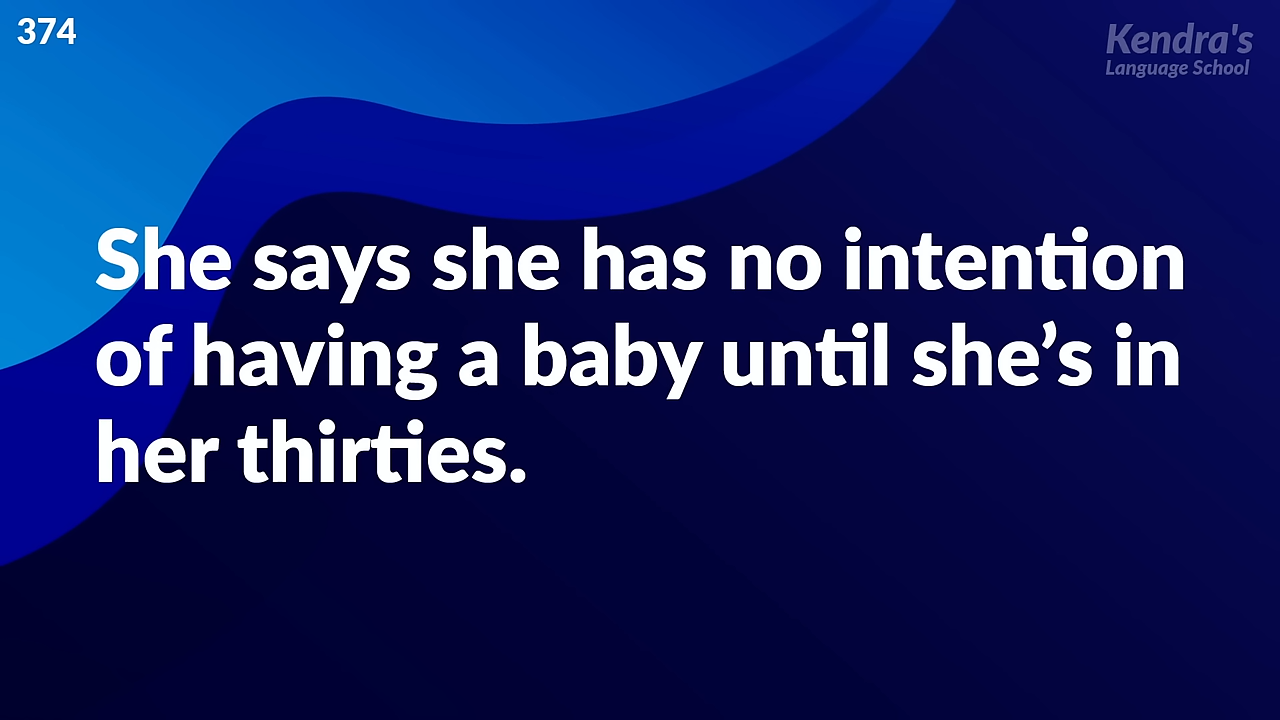 374
Kendra's
Language School
She says she has no intention
of having a baby until she’s in
her thirties.